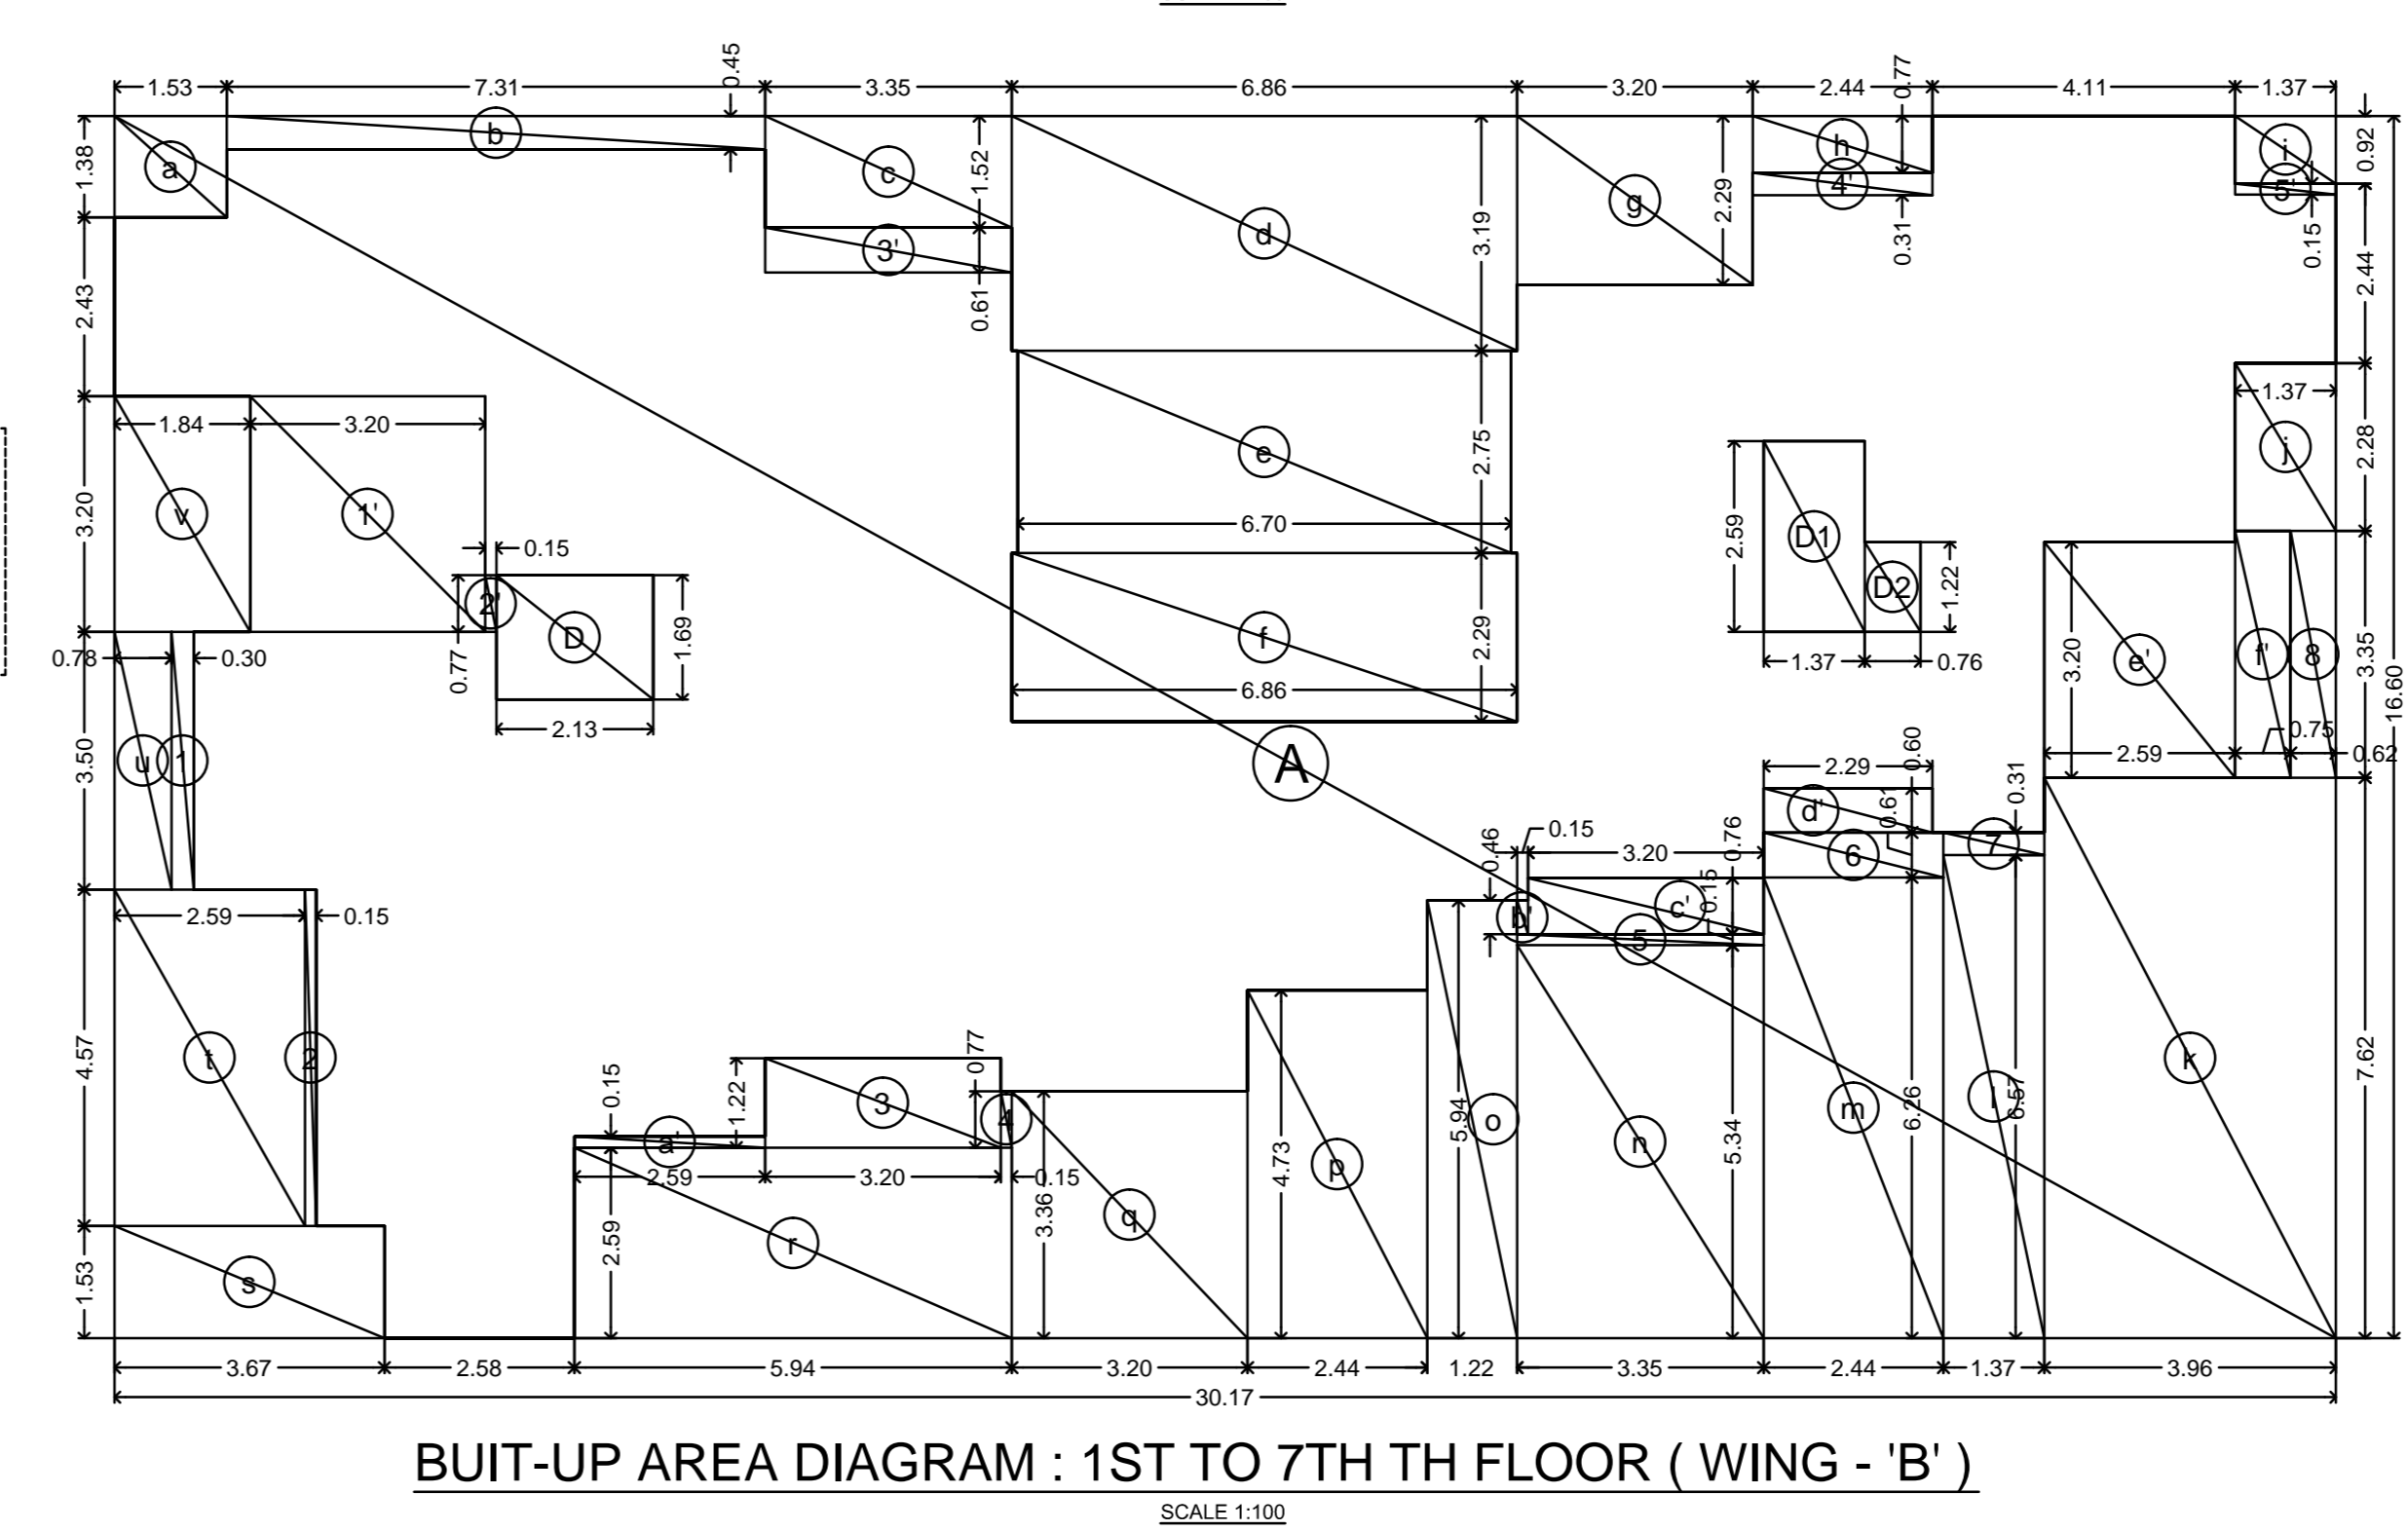 1.53 7.31 0.45 3.35 6.86 3.20 2.44 0.77 4.11 1.37
1.38 a b c 1.52 d 3.19 g 2.29 h 4' 0.31 i 5' 0.92
3' 0.61 0.15
2.43 2.44
1.84 3.20 1.37
v 1' 3.20 e 2.75 6.70 j 2.28
0.15 2.59 D1 D2 1.22
2' D 1.69 0.77 2.13 f 2.29 6.86 1.37 0.76 3.20 e' f' 8 3.35 16.60
0.78 0.30
u 1 3.50 A 2.29 0.60 2.59 0.75 0.62
d' 0.61 0.31
0.46 0.15 3.20 0.76 6 7
2.59 0.15 b' c' 0.15 5
t 2 4.57 0.15 1.22 3 0.77 4 k 7.62
a' 2.59 3.20 0.15 4.73 p 5.94 o n 5.34 m 6.26 l 6.57
s 1.53 2.59 r 3.36 q
3.67 2.58 5.94 3.20 2.44 1.22 3.35 2.44 1.37 3.96
30.17
BUIT-UP AREA DIAGRAM : 1ST TO 7TH TH FLOOR ( WING - 'B' )
SCALE 1:100